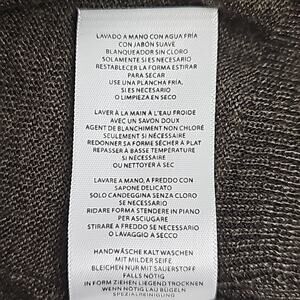 LAVADO A MANO CON AGUA FRÍA
CON JABÓN SUAVE
BLANQUEADOR SIN CLORO
SOLAMENTE SI ES NECESARIO
RESTABLECER LA FORMA ESTIRAR
PARA SECAR
USE UNA PLANCHA FRÍA,
SI ES NECESARIO
O LIMPIEZA EN SECO
LAVER À LA MAIN À L'EAU FROIDE
AVEC UN SAVON DOUX
AGENT DE BLANCHIMENT NON CHLORÉ
SEULEMENT SI NÉCESSAIRE
REDONNER SA FORME SÉCHER À PLAT
REPASSER À BASSE TEMPÉRATURE
SI NÉCESSAIRE
OU NETTOYER À SEC
LAVARE A MANO, A FREDDO CON
SAPONE DELICATO
SOLO CANDEGGINA SENZA CLORO
SE NECESSARIO
RIDARE FORMA STENDERE IN PIANO
PER ASCIUGARE
STIRARE A FREDDO SE NECESSARIO
O LAVAGGIO A SECCO
HANDWÄSCHE KALT WASCHEN
MIT MILDER SEIFE
BLEICHEN NUR MIT SAUERSTOFF
FALLS NÖTIG
IN FORM ZIEHEN LIEGEND TROCKNEN
WENN NÖTIG LAU BÜGELN
SPEZIALREINIGUNG